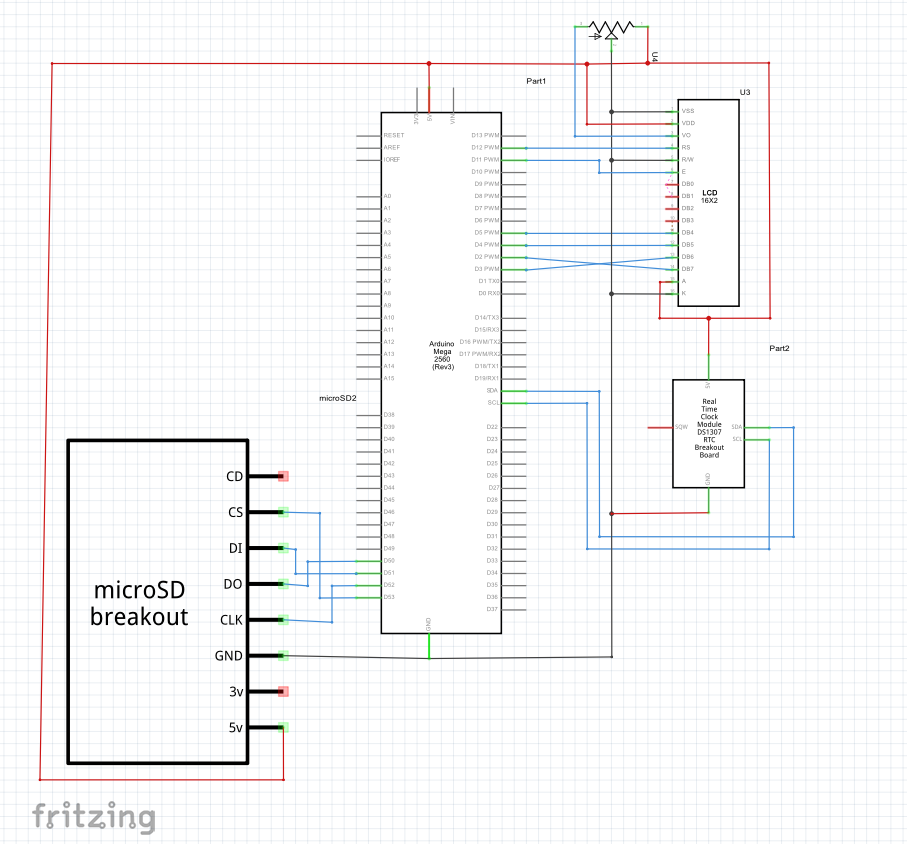 U4
Part1
U3
3V3
5V
VIN
RESET
AREF
IOREF
A0
A1
A2
A3
A4
A5
A6
A7
A8
A9
A10
A11
A12
A13
A14
A15
D38
D39
D40
D41
D42
D43
D44
D45
D46
D47
D48
D49
D50
D51
D52
D53
Arduino
Mega
2560
(Rev3)
D13 PWM
D12 PWM
D11 PWM
D10 PWM
D9 PWM
D8 PWM
D7 PWM
D6 PWM
D5 PWM
D4 PWM
D2 PWM
D3 PWM
D1 TX0
D0 RX0
D14/TX3
D15/RX3
D16 PWM/TX2
D17 PWM/RX2
D18/TX1
D19/RX1
SDA
SCL
D22
D23
D24
D25
D26
D27
D28
D29
D30
D31
D32
D33
D34
D35
D36
D37
GND
VSS
VDD
VO
RS
R/W
E
DB0
DB1
DB2
DB3
DB4
DB5
DB6
DB7
A
K
LCD
16X2
Part2
5V
Real
Time
Clock
Module
DS1307
RTC
Breakout
Board
SQW
SDA
SCL
GND
microSD2
microSD
breakout
CD
CS
DI
DO
CLK
GND
3v
5v
fritzing